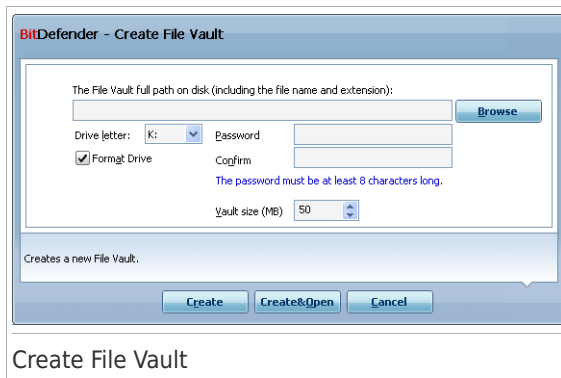 BitDefender - Create File Vault
The File Vault full path on disk (including the file name and extension):
Browse
Drive letter: K: Password
Format Drive Confirm
The password must be at least 8 characters long.
Vault size (MB) 50
Creates a new File Vault.
Create Create&Open Cancel
Create File Vault